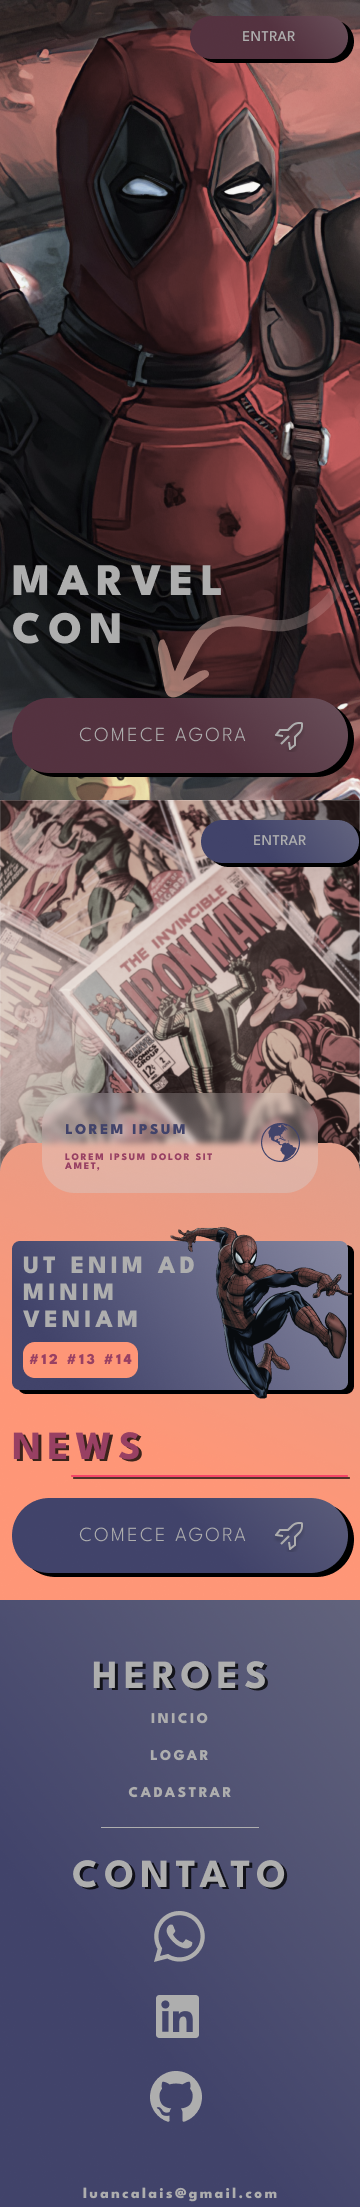 ENTRAR
MARVEL
CON
COMECE AGORA
ENTRAR
THE INVINCIBLE
IRON MAN
LOREM IPSUM
LOREM IPSUM DOLOR SIT
AMET,
UT ENIM AD
MINIM
VENIAM
#12 #13 #14
NEWS
COMECE AGORA
HEROES
INICIO
LOGAR
CADASTRAR
CONTATO
in
luancalais@gmail.com